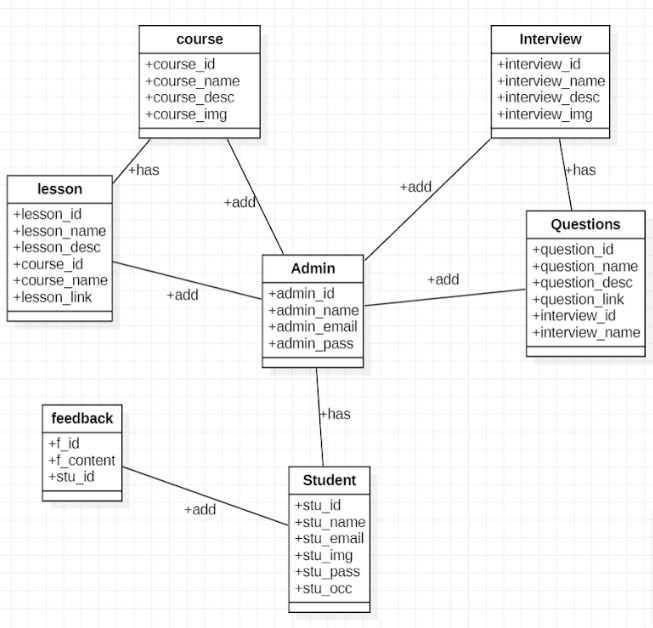 course
+course_id
+course_name
+course_desc
+course_img
Interview
+interview_id
+interview_name
+interview_desc
+interview_img
+has
+add
+add
+has
lesson
+lesson_id
+lesson_name
+lesson_desc
+course_id
+course_name
+lesson_link
Questions
+question_id
+question_name
+question_desc
+question_link
+interview_id
+interview_name
Admin
+admin_id
+admin_name
+admin_email
+admin_pass
+add
+add
+has
feedback
+f_id
+f_content
+stu_id
+add
Student
+stu_id
+stu_name
+stu_email
+stu_img
+stu_pass
+stu_occ